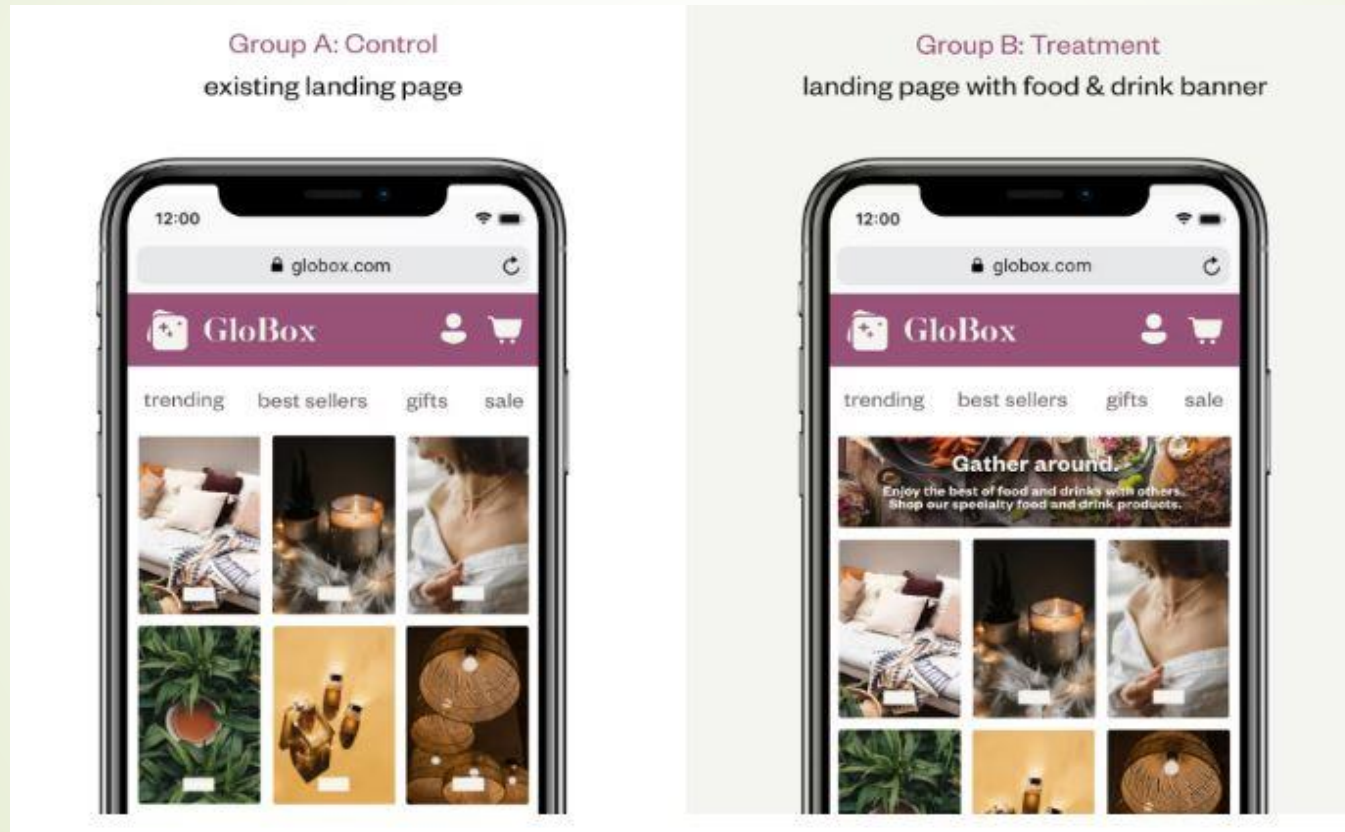 Group A: Control
existing landing page
12:00
globox.com
GloBox
trending best sellers gifts sale
Group B: Treatment
landing page with food & drink banner
12:00
globox.com
GloBox
trending best sellers gifts sale
Gather around.
Enjoy the best of food and drinks with others.
Shop our specialty food and drink products.